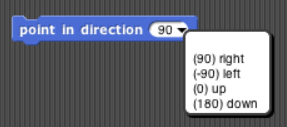 point in direction 90
(90) right
(-90) left
(0) up
(180) down